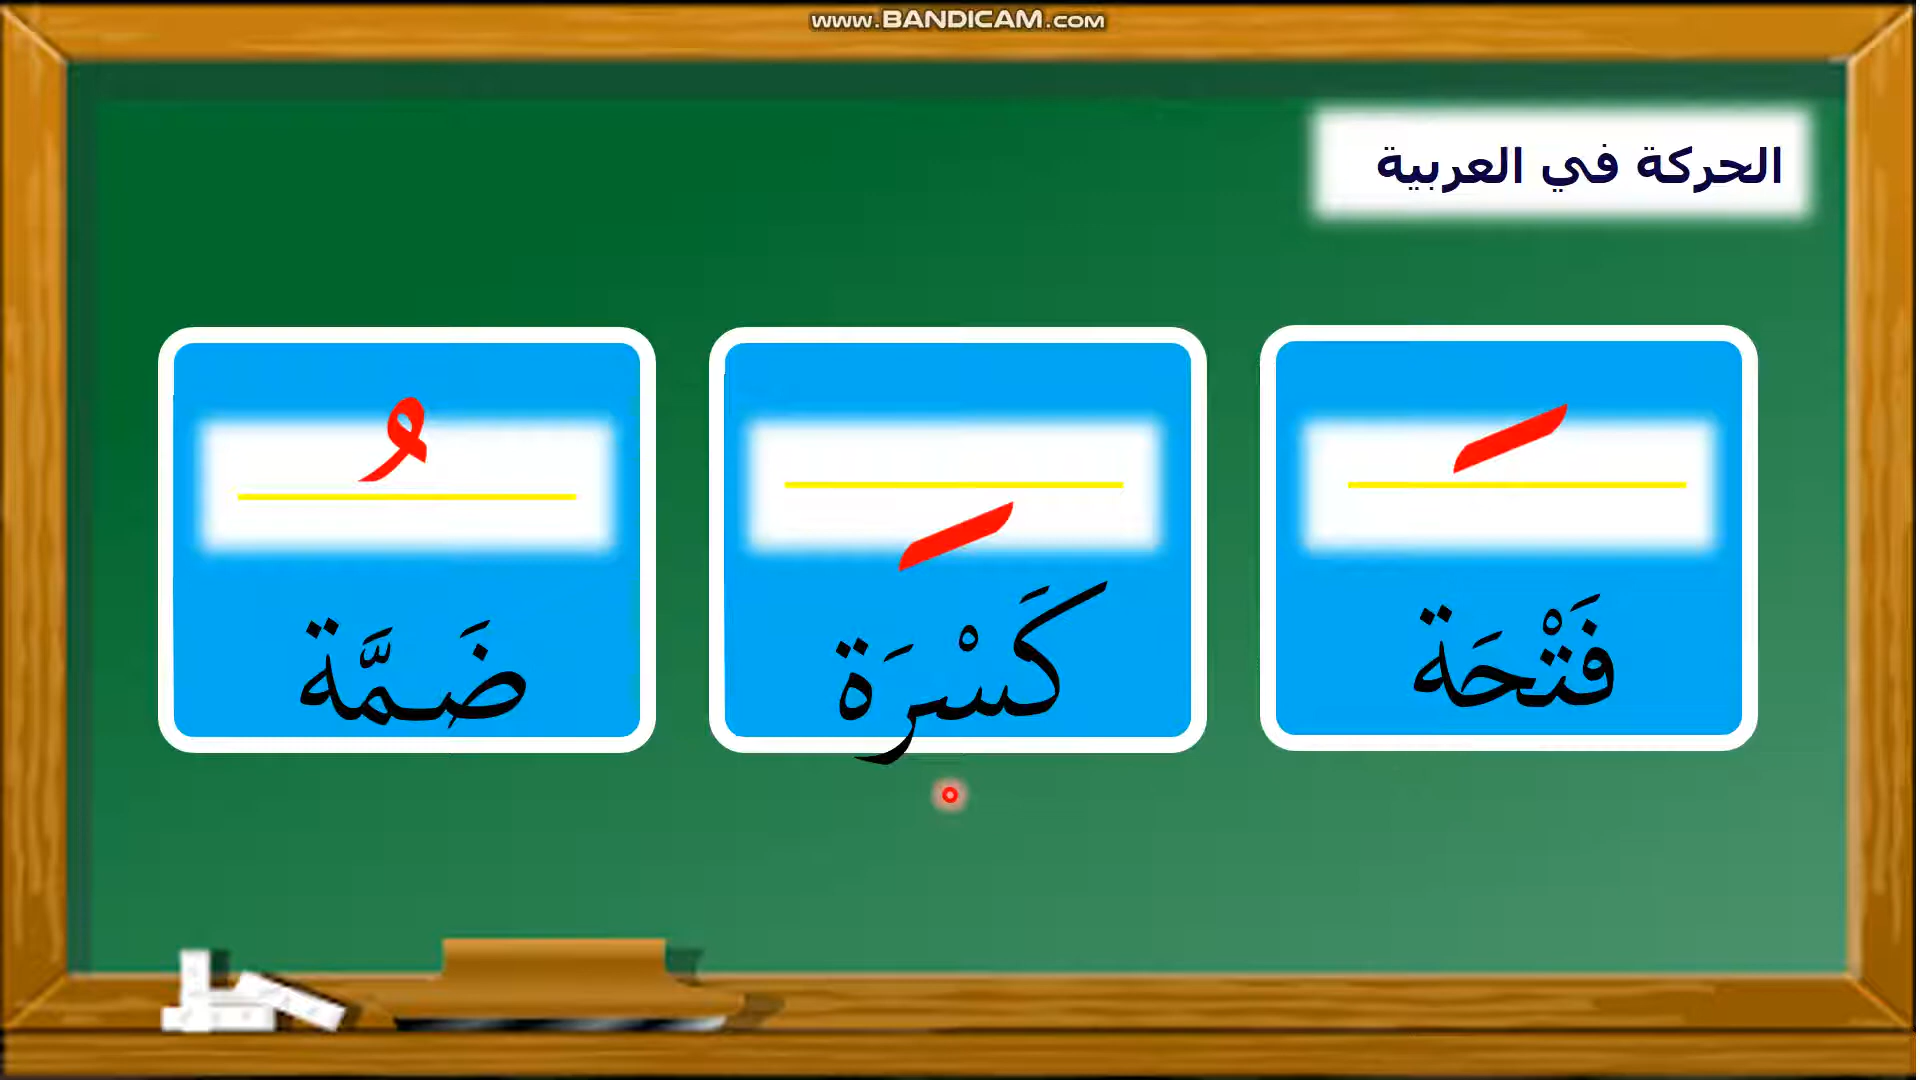 www.BANDICAM.com
الحركة في العربية
َ
فَتْحَة
ِ
كَسْرَة
ُ
ضَمَّة